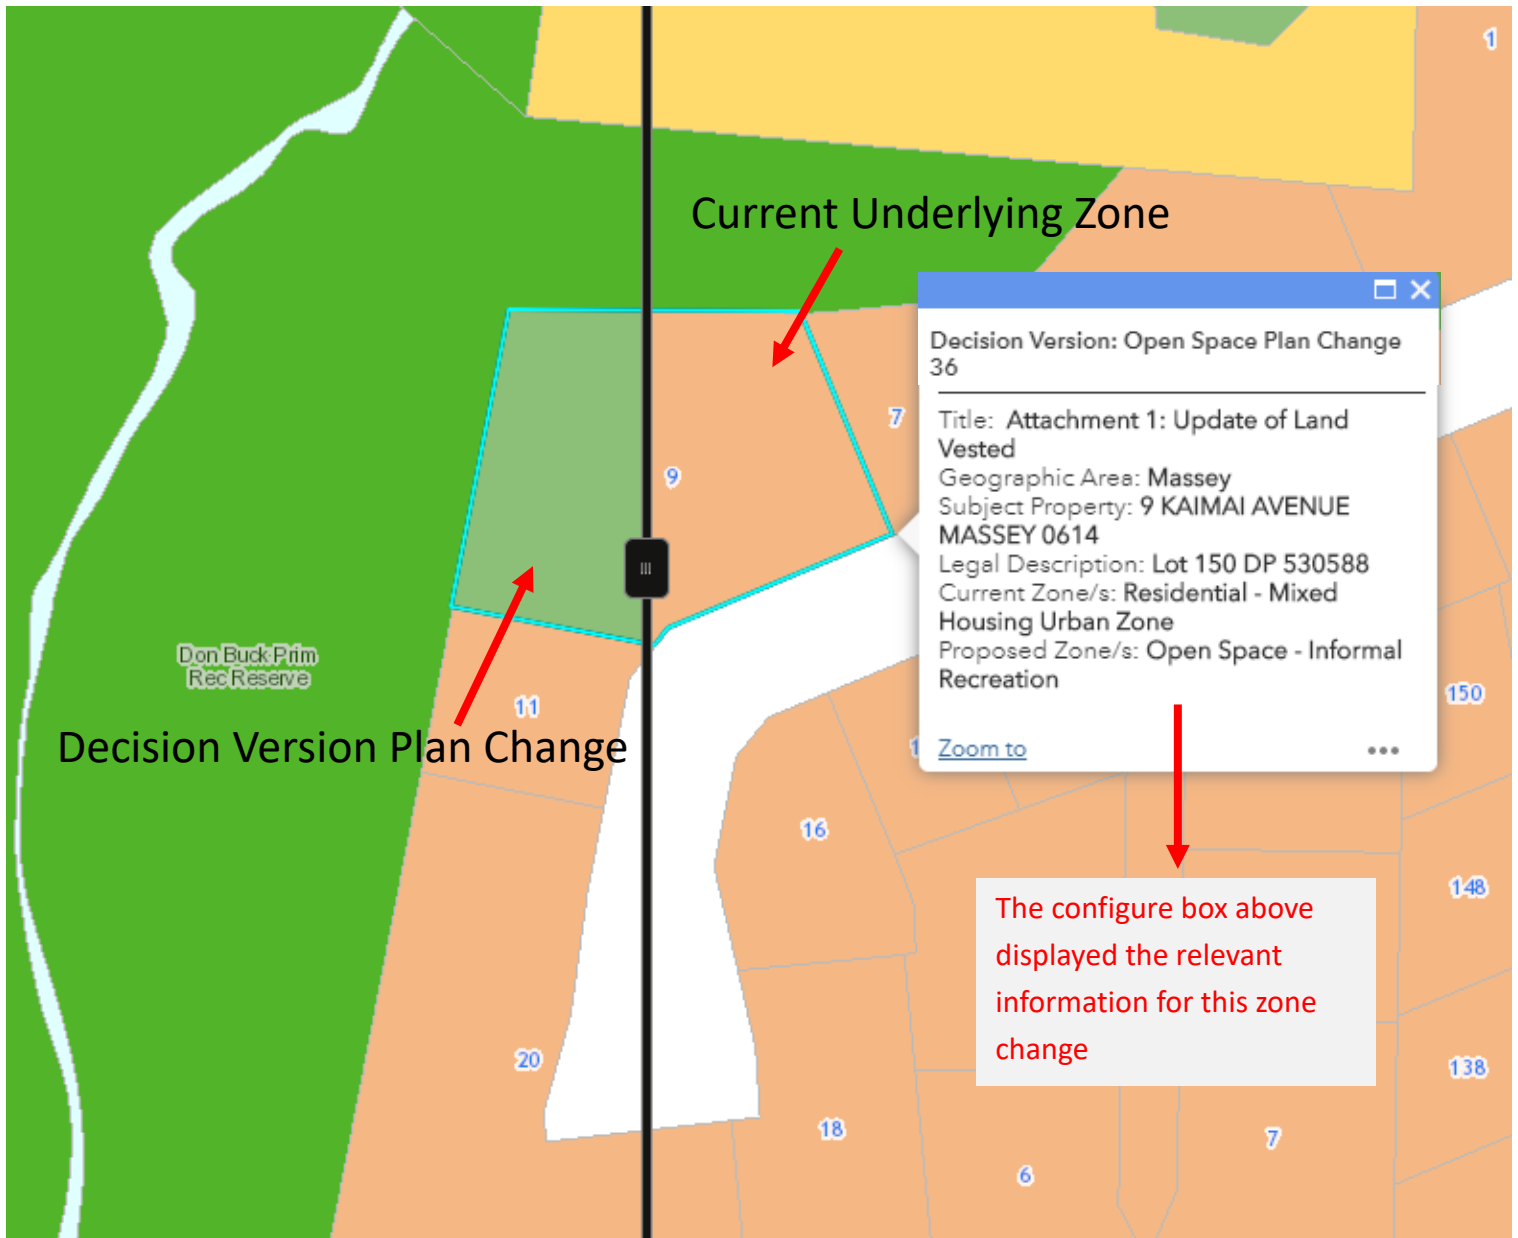 1
Current Underlying Zone
Decision Version: Open Space Plan Change
36
Title: Attachment 1: Update of Land
Vested
Geographic Area: Massey
Subject Property: 9 KAIMAI AVENUE
MASSEY 0614
Legal Description: Lot 150 DP 530588
Current Zone/s: Residential - Mixed
Housing Urban Zone
Proposed Zone/s: Open Space - Informal
Recreation
Zoom to
7
9
Don Buck Prim
Rec Reserve
11
150
Decision Version Plan Change
16
The configure box above
displayed the relevant
information for this zone
change
148
20
138
18
7
6